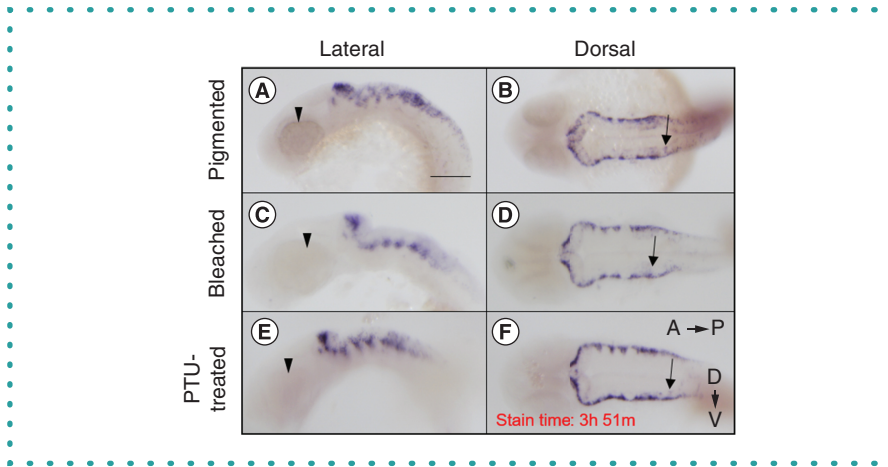 Lateral Dorsal
Pigmented
A
B
Bleached
C
D
PTU-
treated
E
F
A P
D
V
Stain time: 3h 51m